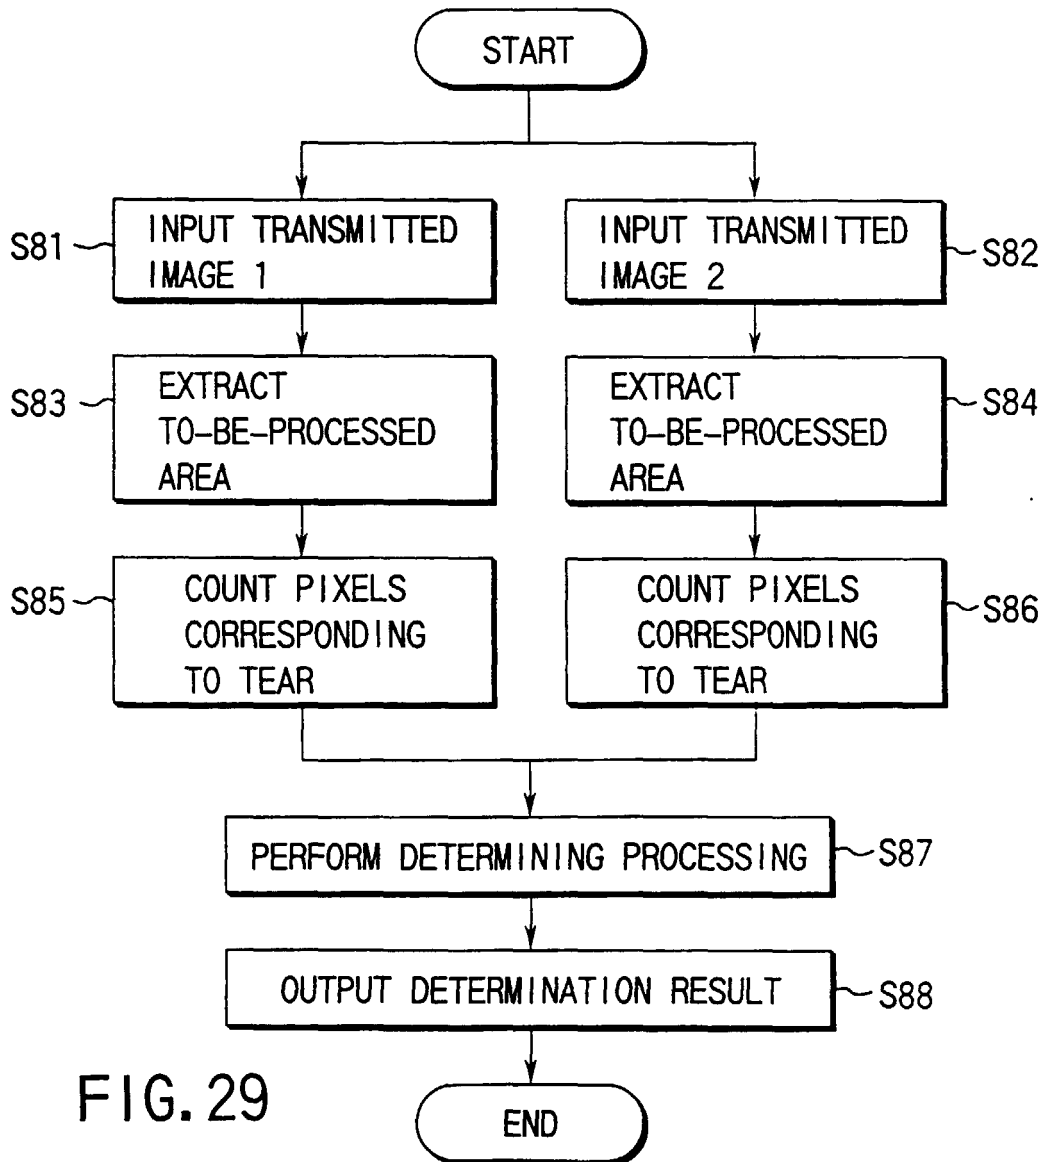 START
S81
INPUT TRANSMITTED
IMAGE 1
INPUT TRANSMITTED
IMAGE 2
S82
S83
EXTRACT
TO-BE-PROCESSED
AREA
EXTRACT
TO-BE-PROCESSED
AREA
S84
S85
COUNT PIXELS
CORRESPONDING
TO TEAR
COUNT PIXELS
CORRESPONDING
TO TEAR
S86
PERFORM DETERMINING PROCESSING
S87
OUTPUT DETERMINATION RESULT
S88
END
FIG.29